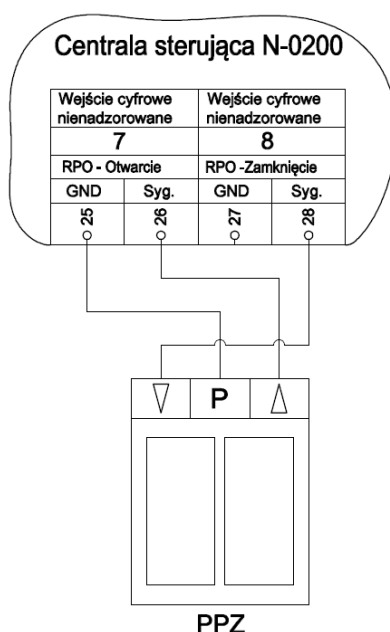 Centrala sterująca N-0200
Wejście cyfrowe nienadzorowane
Wejście cyfrowe nienadzorowane
7 8
RPO - Otwarcie RPO -Zamknięcie
GND Syg. GND Syg.
25 26 27 28
P
PPZ